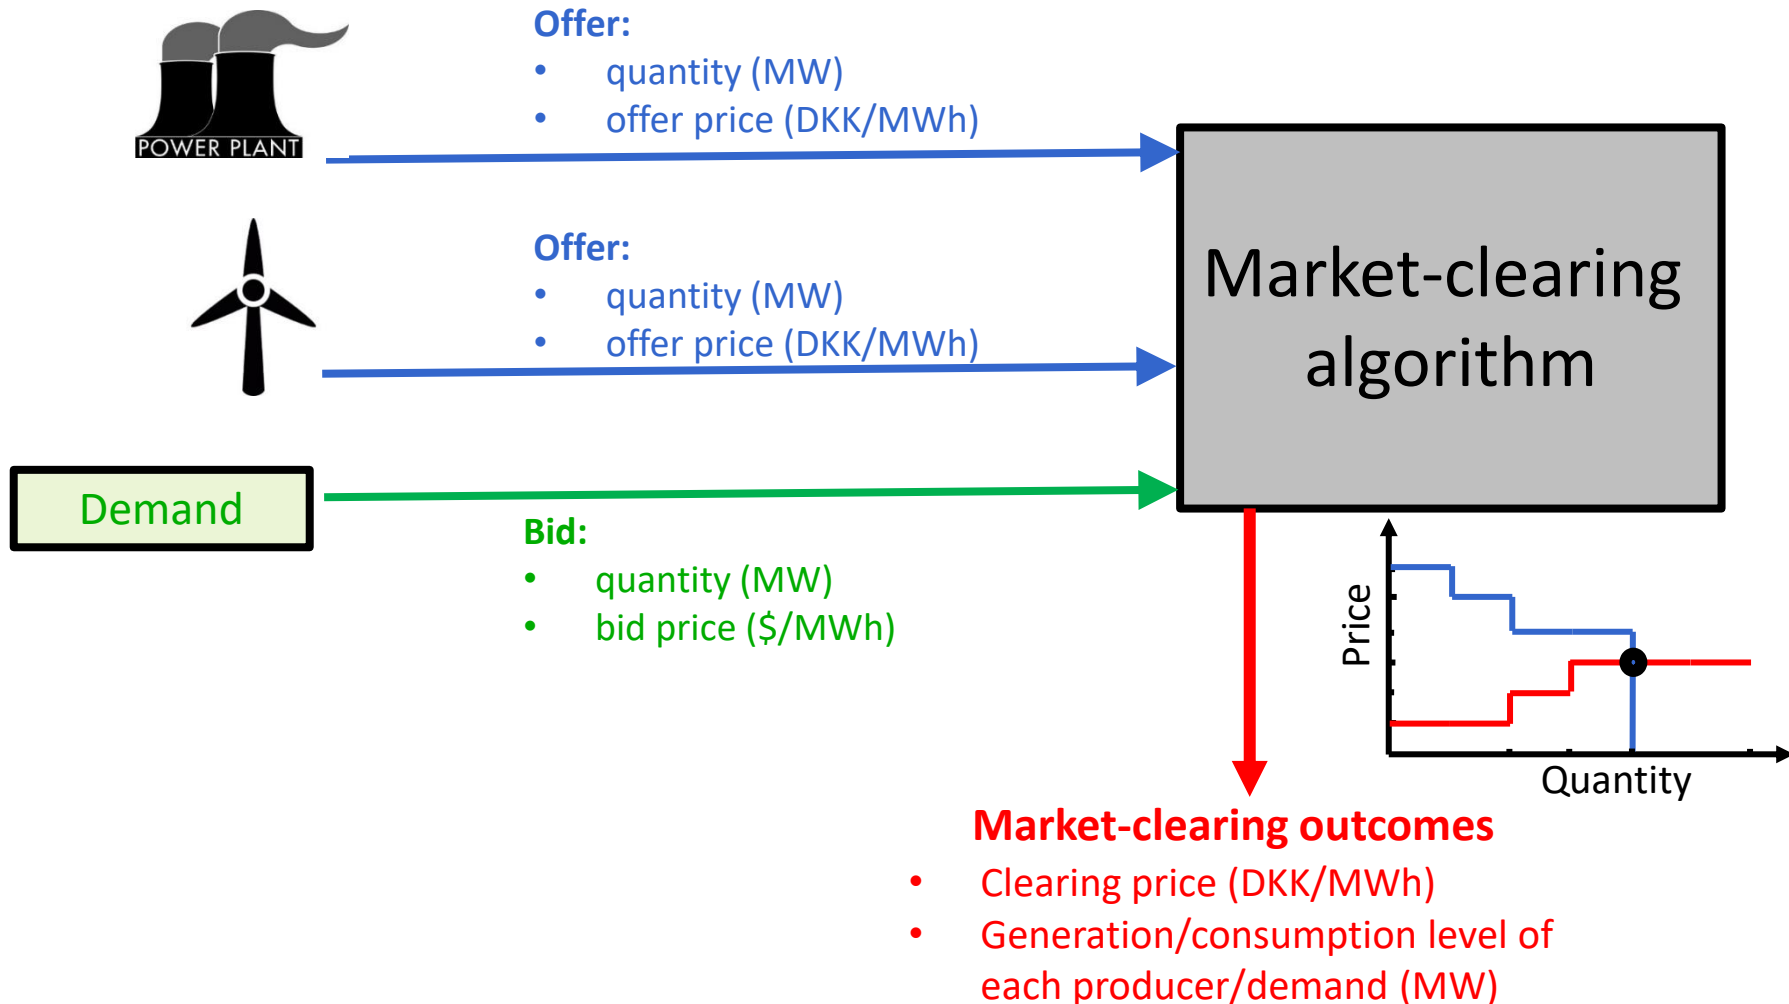 Offer:
• quantity (MW)
• offer price (DKK/MWh)
POWER PLANT
Offer:
• quantity (MW)
• offer price (DKK/MWh)
Market-clearing
algorithm
Demand
Bid:
• quantity (MW)
• bid price ($/MWh)
Price
Quantity
Market-clearing outcomes
• Clearing price (DKK/MWh)
• Generation/consumption level of
each producer/demand (MW)